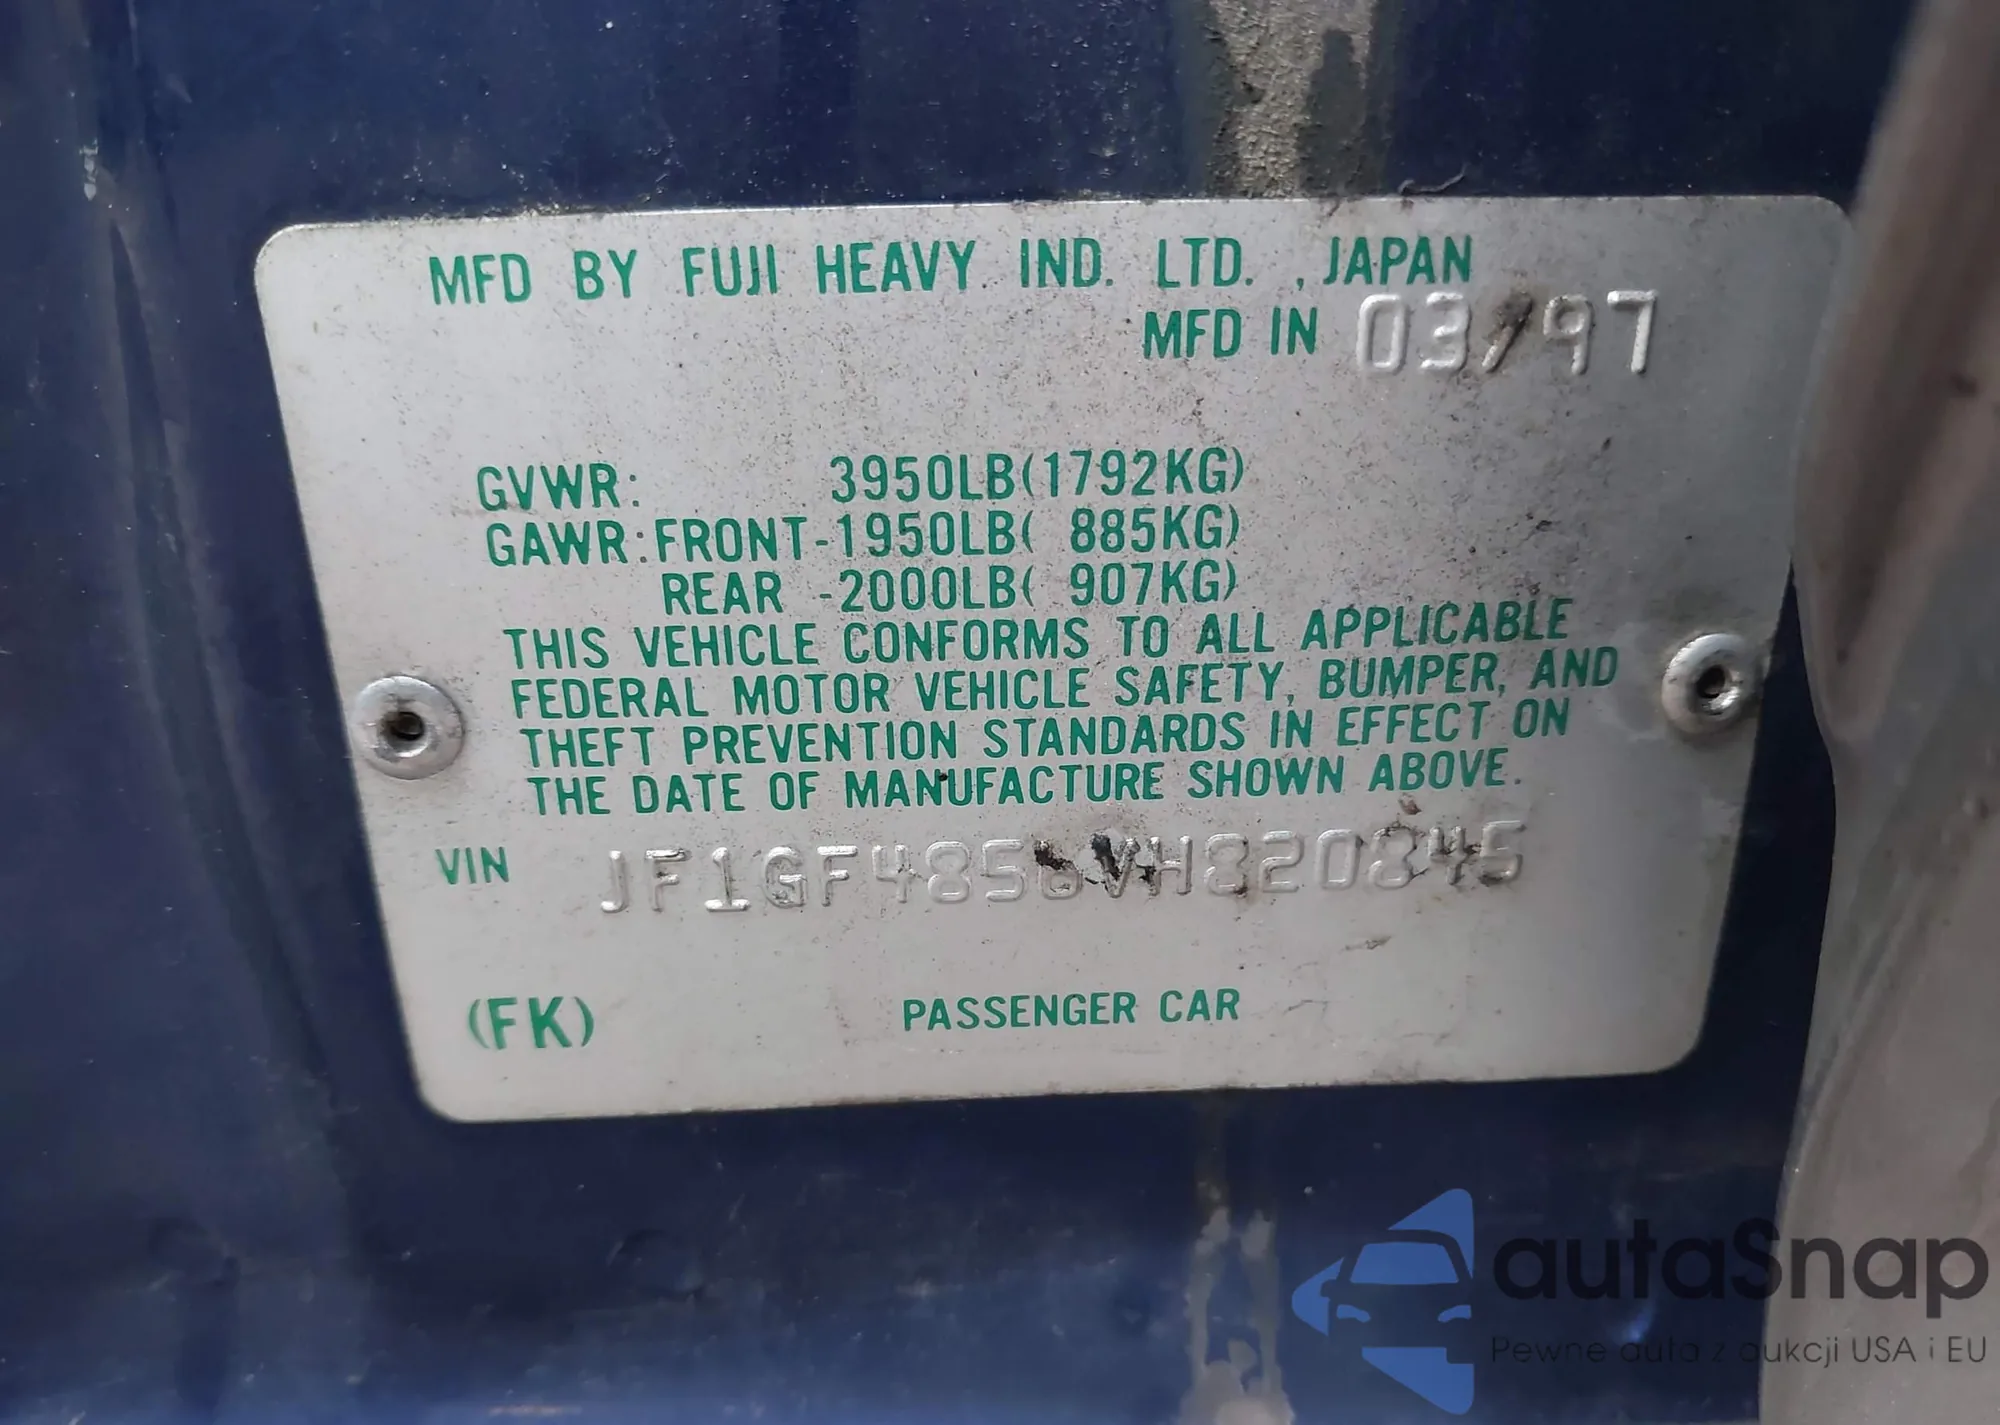 MFD BY FUJI HEAVY IND. LTD. , JAPAN
MFD IN 03/97
GVWR: 3950LB(1792KG)
GAWR:FRONT-1950LB( 885KG)
REAR -2000LB( 907KG)
THIS VEHICLE CONFORMS TO ALL APPLICABLE
FEDERAL MOTOR VEHICLE SAFETY, BUMPER, AND
THEFT PREVENTION STANDARDS IN EFFECT ON
THE DATE OF MANUFACTURE SHOWN ABOVE.
VIN JF1GF4856VH820845
(FK) PASSENGER CAR
autaSnap
Pewne auta z aukcji USA i EU